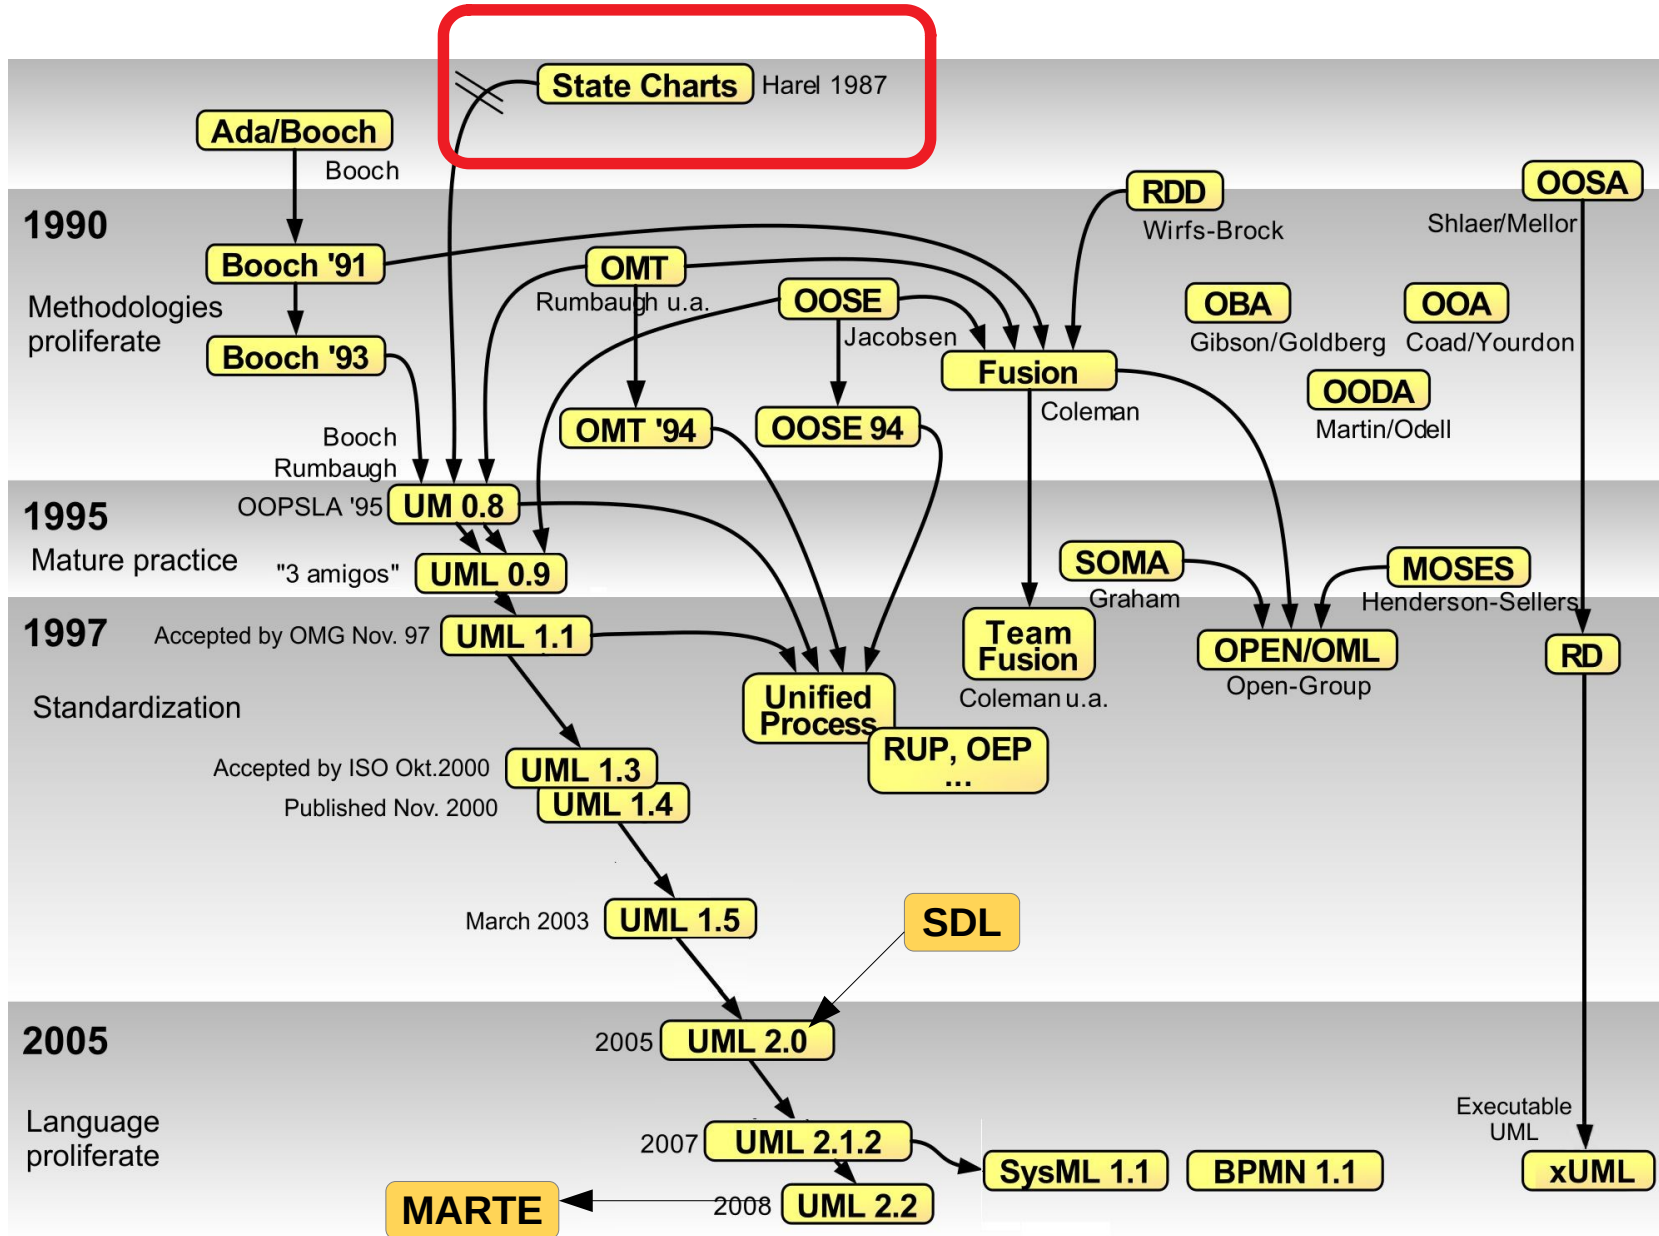 State Charts Harel 1987
Ada/Booch
Booch
RDD
Wirfs-Brock
OOSA
Shlaer/Mellor
1990
Methodologies
proliferate
Booch '91
OMT
Rumbaugh u.a.
OOSE
Jacobsen
OBA
Gibson/Goldberg
OOA
Coad/Yourdon
Booch '93
Fusion
Coleman
OODA
Martin/Odell
OMT '94
OOSE 94
Booch
Rumbaugh
1995
Mature practice
OOPSLA '95 UM 0.8
"3 amigos" UML 0.9
SOMA
Graham
MOSES
Henderson-Sellers
1997
Standardization
Accepted by OMG Nov. 97 UML 1.1
Team
Fusion
Coleman u.a.
OPEN/OML
Open-Group
RD
Unified
Process
RUP, OEP
...
Accepted by ISO Okt.2000 UML 1.3
Published Nov. 2000 UML 1.4
March 2003 UML 1.5
SDL
2005
Language
proliferate
2005 UML 2.0
2007 UML 2.1.2
SysML 1.1
BPMN 1.1
Executable
UML
xUML
MARTE
2008 UML 2.2